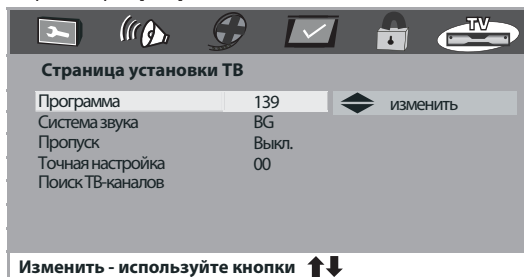 TV
Страница установки ТВ
Программа 139 изменить
Система звука BG
Пропуск Выкл.
Точная настройка 00
Поиск ТВ-каналов
Изменить - используйте кнопки